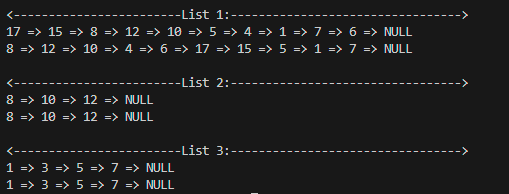 <------------------------List 1:--------------------------------->
17 => 15 => 8 => 12 => 10 => 5 => 4 => 1 => 7 => 6 => NULL
8 => 12 => 10 => 4 => 6 => 17 => 15 => 5 => 1 => 7 => NULL
<------------------------List 2:--------------------------------->
8 => 10 => 12 => NULL
8 => 10 => 12 => NULL
<------------------------List 3:--------------------------------->
1 => 3 => 5 => 7 => NULL
1 => 3 => 5 => 7 => NULL